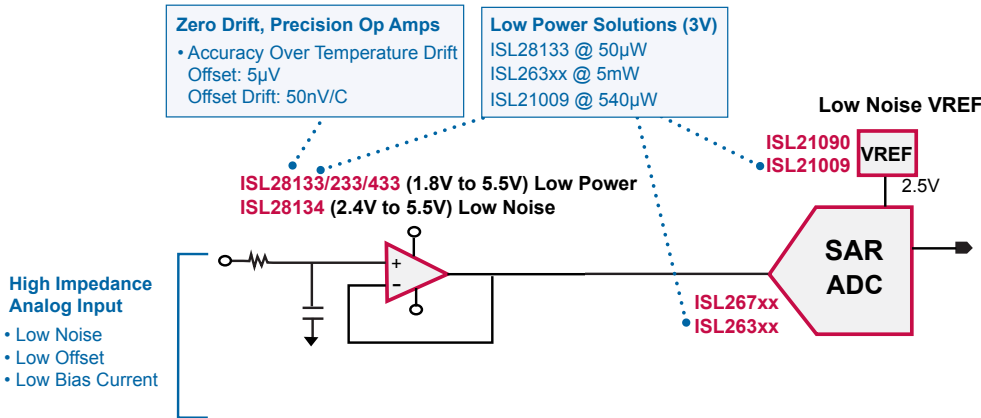 Zero Drift, Precision Op Amps
• Accuracy Over Temperature Drift
Offset: 5µV
Offset Drift: 50nV/C
Low Power Solutions (3V)
ISL28133 @ 50µW
ISL263xx @ 5mW
ISL21009 @ 540µW
Low Noise VREF
ISL21090
ISL21009
VREF
2.5V
ISL28133/233/433 (1.8V to 5.5V) Low Power
ISL28134 (2.4V to 5.5V) Low Noise
+
–
SAR
ADC
ISL267xx
ISL263xx
High Impedance
Analog Input
• Low Noise
• Low Offset
• Low Bias Current